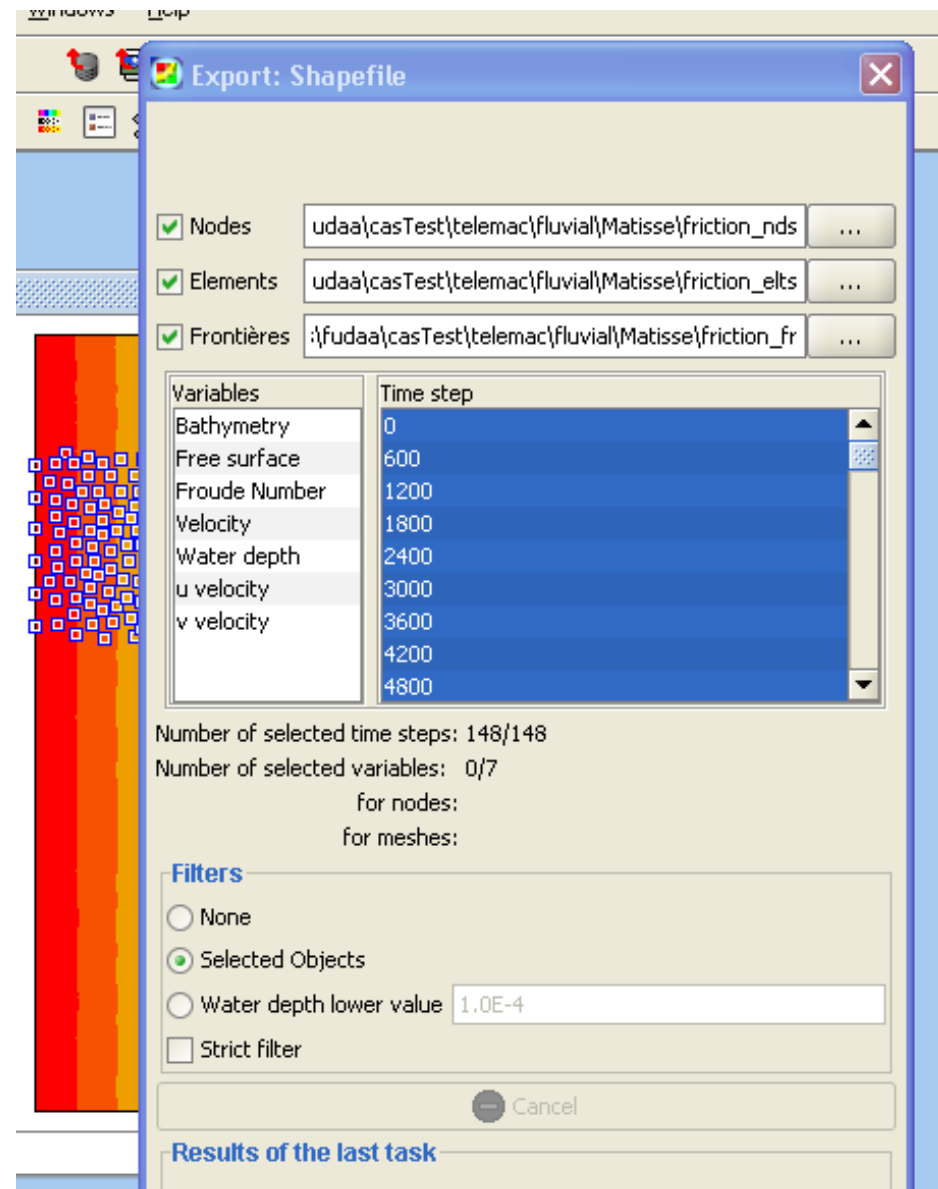 Windows Help
Export: Shapefile
Nodes udaa\casTest\telemac\fluvial\Matisse\friction_nds ...
Elements udaa\casTest\telemac\fluvial\Matisse\friction_elts ...
Frontières :\fudaa\casTest\telemac\fluvial\Matisse\friction_fr ...
Variables Time step
Bathymetry 0
Free surface 600
Froude Number 1200
Velocity 1800
Water depth 2400
u velocity 3000
v velocity 3600
4200
4800
Number of selected time steps: 148/148
Number of selected variables: 0/7
for nodes:
for meshes:
Filters
None
Selected Objects
Water depth lower value 1.0E-4
Strict filter
Cancel
Results of the last task